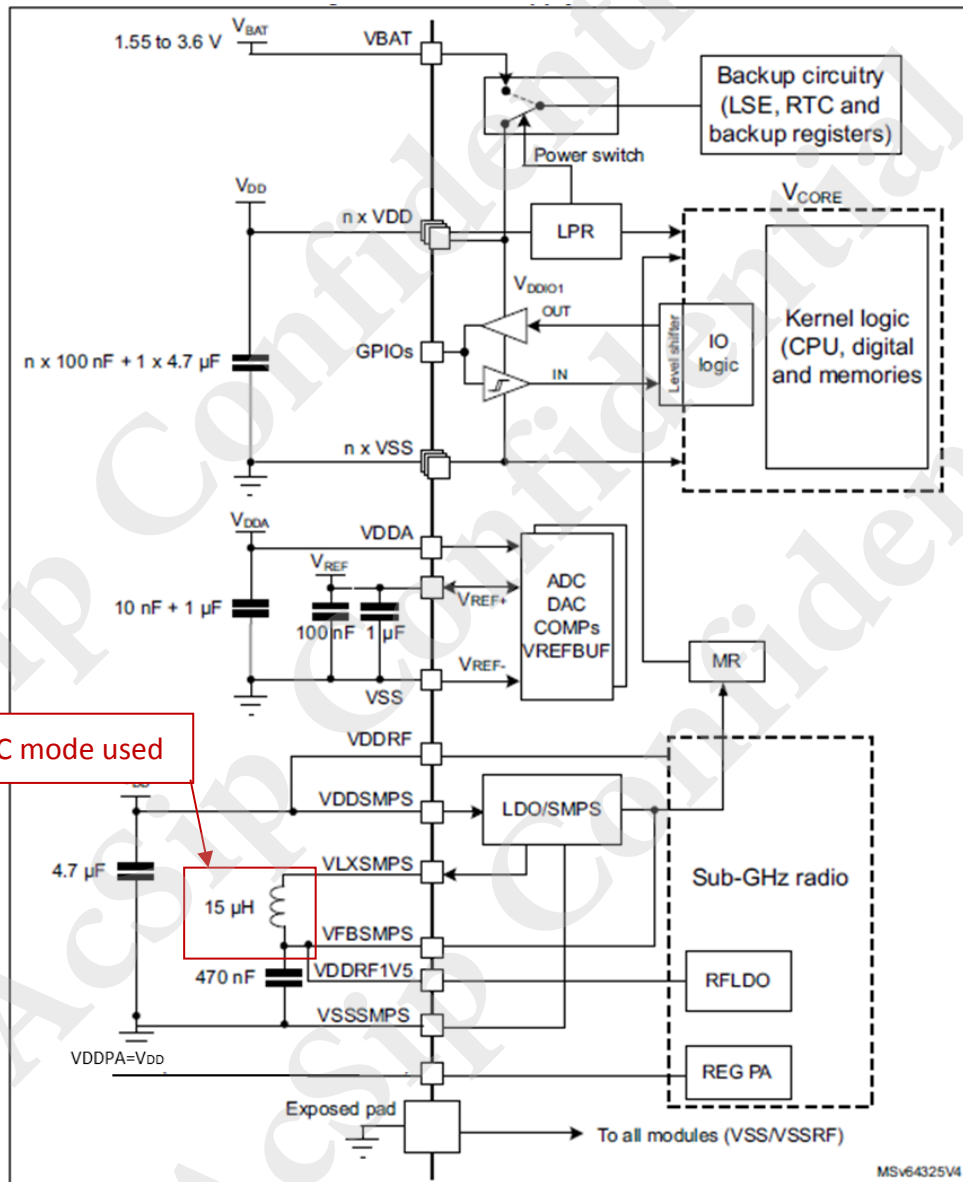 VBAT
1.55 to 3.6 V
VBAT
Backup circuitry
(LSE, RTC and
backup registers)
Power switch
VDD
n x VDD
LPR
VCORE
VDDIO1
OUT
GPIOs
IN
Level shifter
IO
logic
Kernel logic
(CPU, digital
and memories
n x 100 nF + 1 x 4.7 µF
n x VSS
VDDA
VDDA
VREF
10 nF + 1 µF
100 nF
1 µF
VREF+
ADC
DAC
COMPs
VREFBUF
VREF-
VSS
MR
VDDRF
C mode used
VDDSMPS
LDO/SMPS
4.7 µF
VLXSMPS
15 µH
Sub-GHz radio
VFBSMPS
470 nF
VDDRF1V5
RFLDO
VSSSMPS
VDDPA=VDD
REG PA
Exposed pad
To all modules (VSS/VSSRF)
MSv64325V4
AcSip Confidential
AcSip Confidential